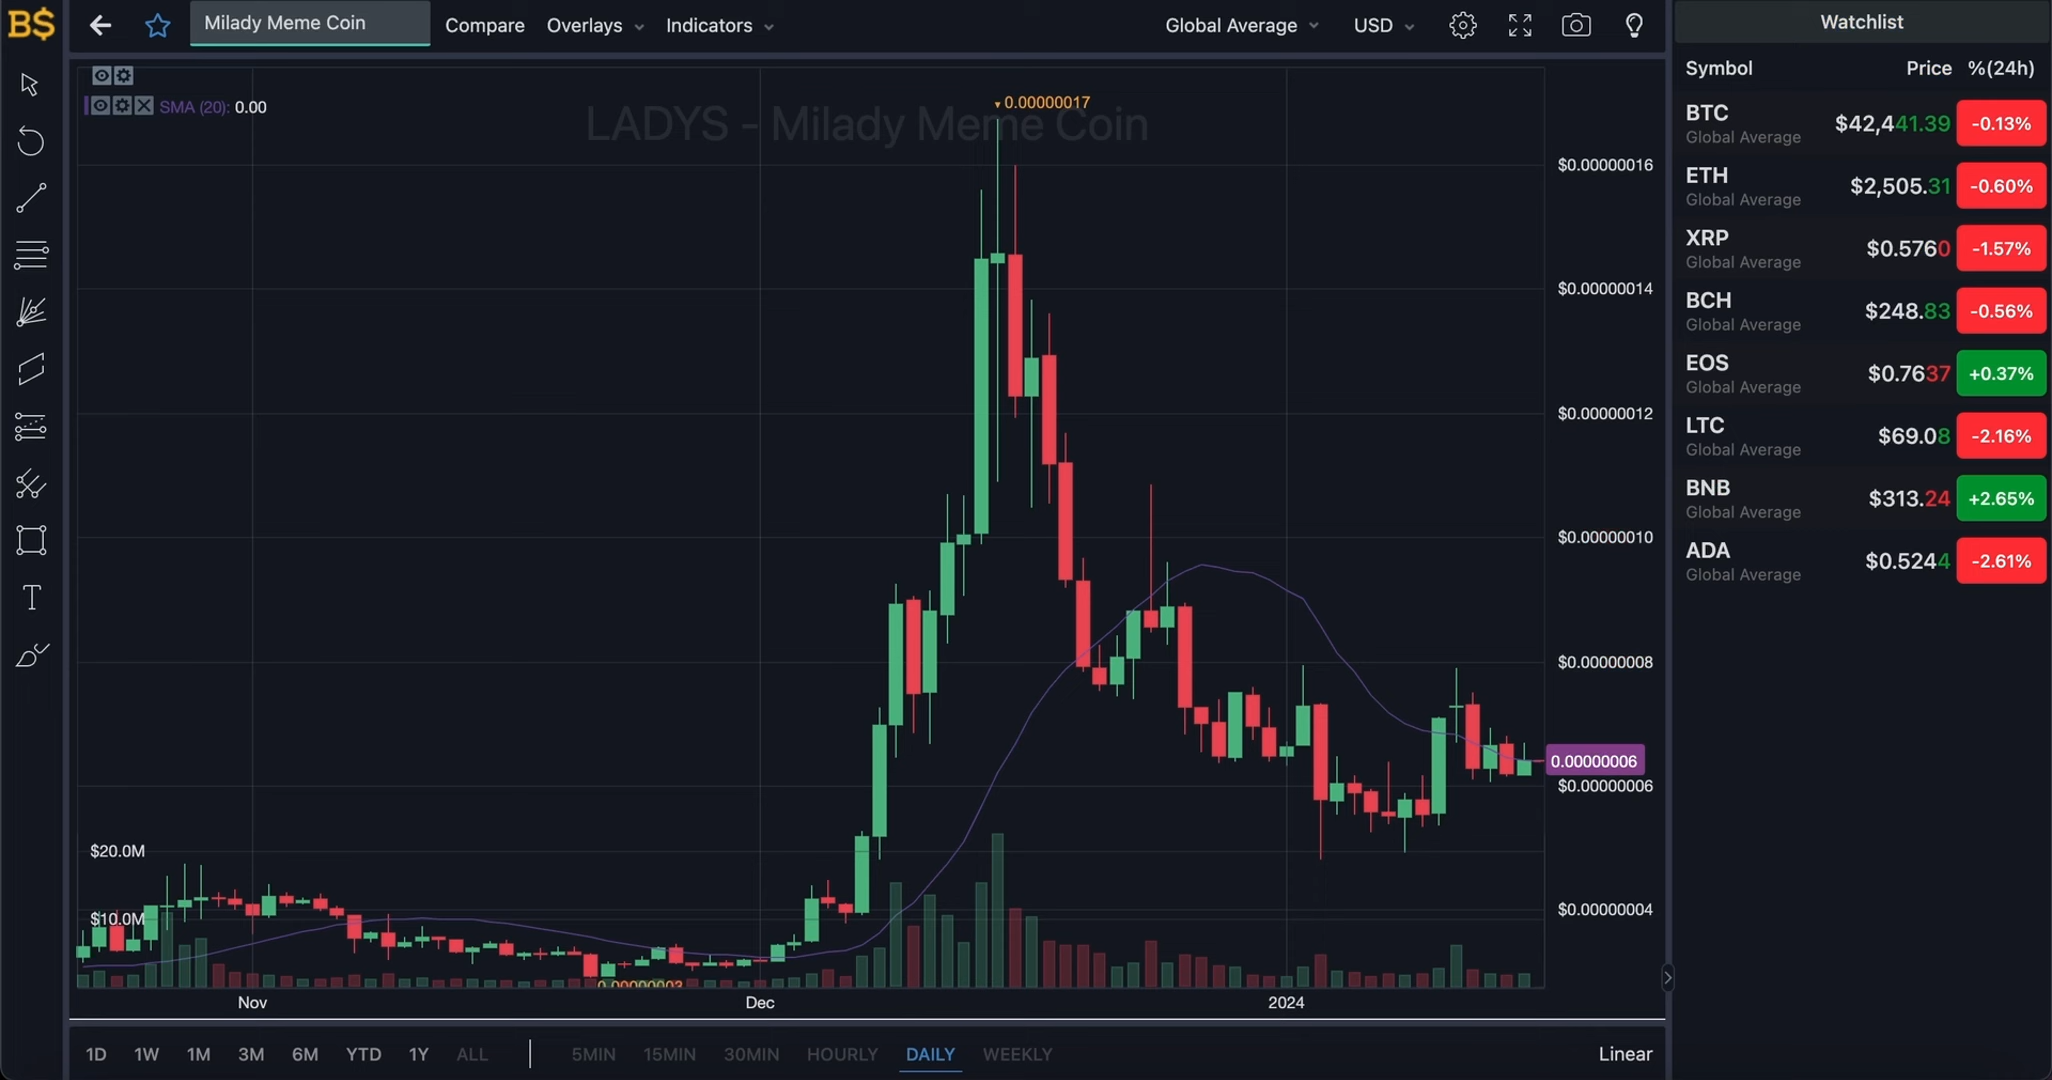 B$
Milady Meme Coin
Compare
Overlays
Indicators
Global Average
USD
SMA (20): 0.00
LADYS - Milady Meme Coin
0.00000017
$0.00000016
$0.00000014
$0.00000012
$0.00000010
$0.00000008
0.00000006
$0.00000006
$0.00000004
$20.0M
$10.0M
0.00000003
Nov
Dec
2024
1D 1W 1M 3M 6M YTD 1Y ALL
5MIN 15MIN 30MIN HOURLY DAILY WEEKLY
Linear
Watchlist
Symbol Price %(24h)
BTC $42,441.39 -0.13%
Global Average
ETH $2,505.31 -0.60%
Global Average
XRP $0.5760 -1.57%
Global Average
BCH $248.83 -0.56%
Global Average
EOS $0.7637 +0.37%
Global Average
LTC $69.08 -2.16%
Global Average
BNB $313.24 +2.65%
Global Average
ADA $0.5244 -2.61%
Global Average